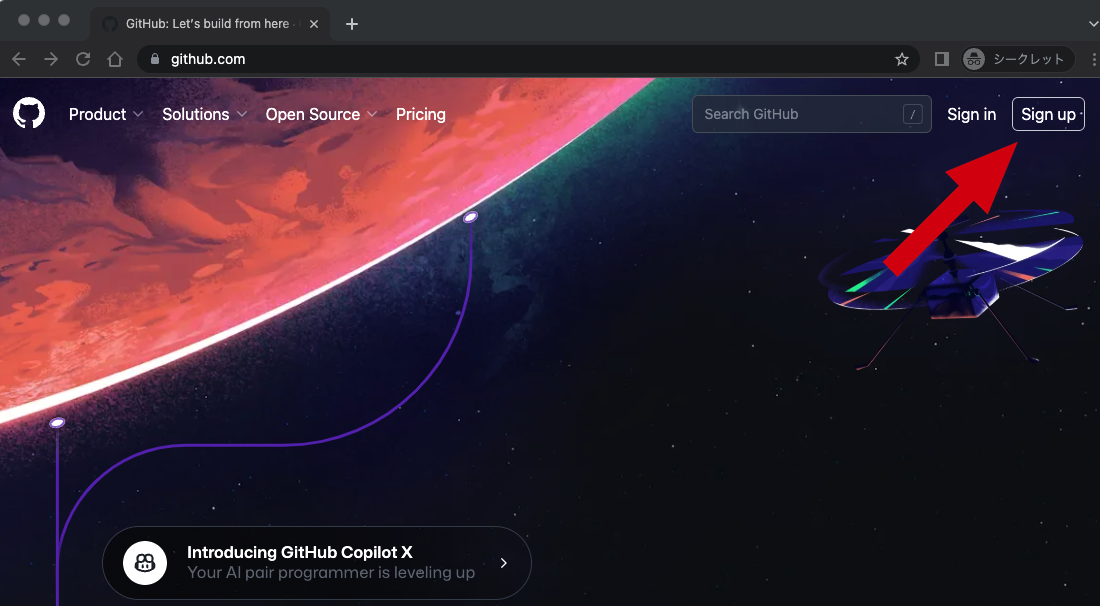 GitHub: Let's build from here ·
github.com
シークレット
Product
Solutions
Open Source
Pricing
Search GitHub
/
Sign in
Sign up
Introducing GitHub Copilot X
Your AI pair programmer is leveling up